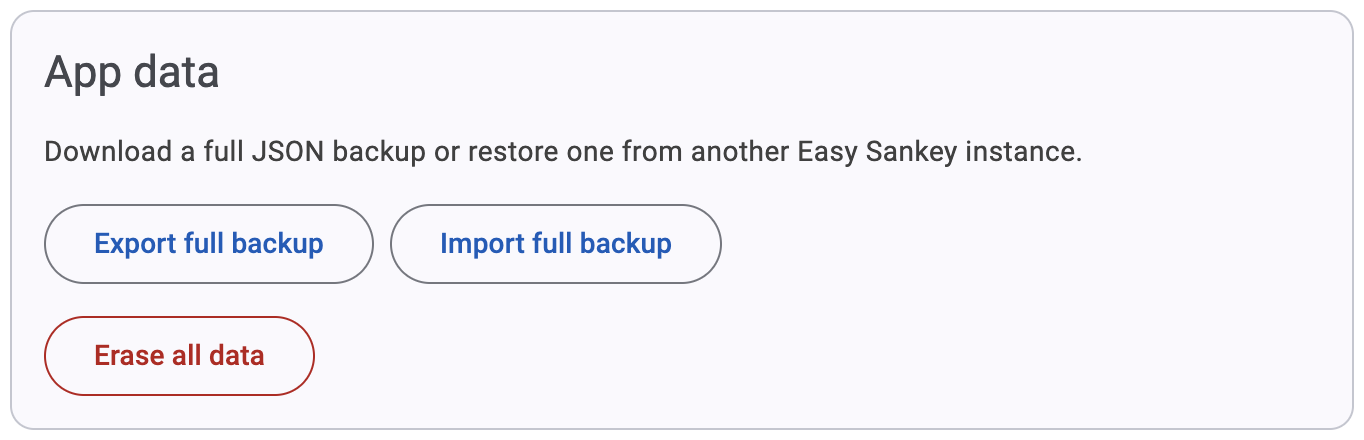 App data
Download a full JSON backup or restore one from another Easy Sankey instance.
Export full backup
Import full backup
Erase all data